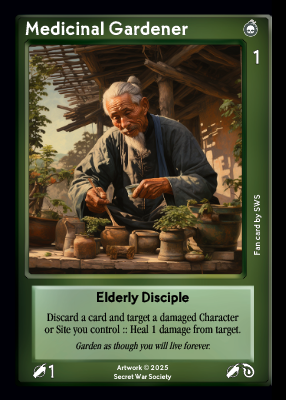 Medicinal Gardener
1
Fan card by SWS
Elderly Disciple
Discard a card and target a damaged Character
or Site you control :: Heal 1 damage from target.
Garden as though you will live forever.
1
Artwork © 2025
Secret War Society